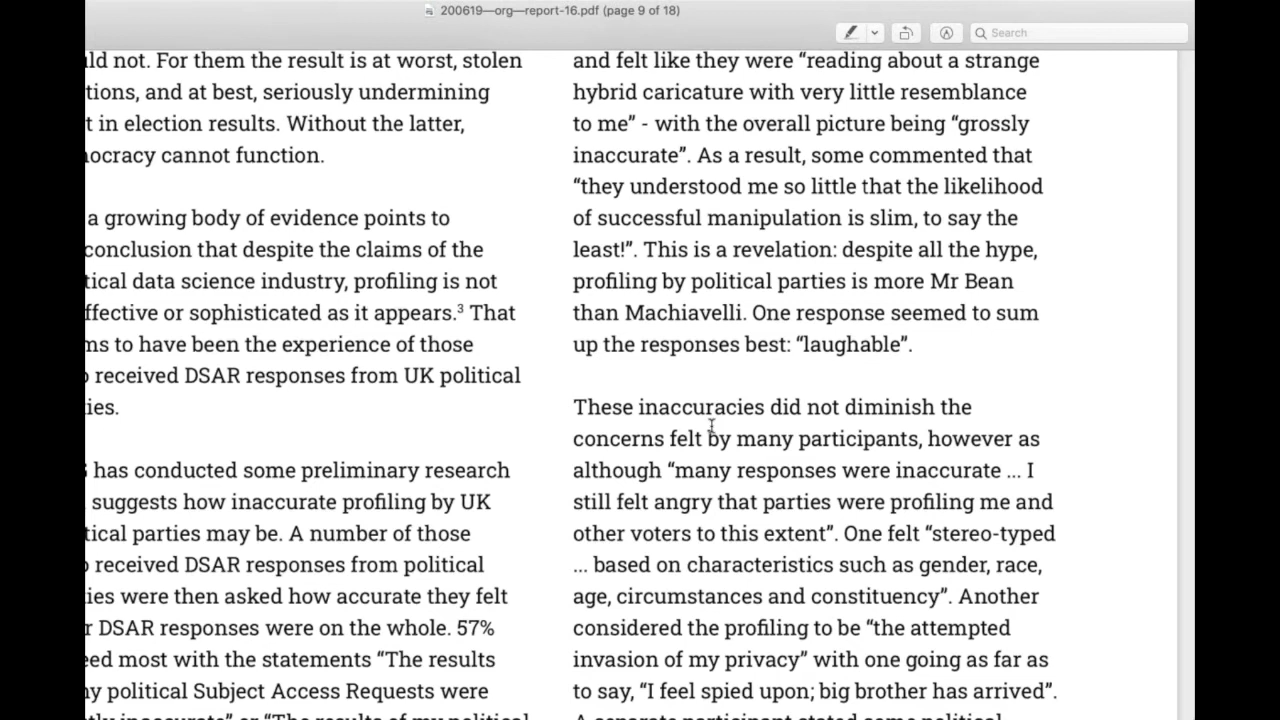 200619—org—report-16.pdf (page 9 of 18)
Search
uld not. For them the result is at worst, stolen
tions, and at best, seriously undermining
t in election results. Without the latter,
ocracy cannot function.
a growing body of evidence points to
conclusion that despite the claims of the
tical data science industry, profiling is not
ffective or sophisticated as it appears.³ That
ms to have been the experience of those
received DSAR responses from UK political
ies.
has conducted some preliminary research
suggests how inaccurate profiling by UK
tical parties may be. A number of those
received DSAR responses from political
ies were then asked how accurate they felt
r DSAR responses were on the whole. 57%
eed most with the statements “The results
y political Subject Access Requests were
tly inaccurate” or “The results of my political
and felt like they were “reading about a strange
hybrid caricature with very little resemblance
to me” - with the overall picture being “grossly
inaccurate”. As a result, some commented that
“they understood me so little that the likelihood
of successful manipulation is slim, to say the
least!”. This is a revelation: despite all the hype,
profiling by political parties is more Mr Bean
than Machiavelli. One response seemed to sum
up the responses best: “laughable”.
These inaccuracies did not diminish the
concerns felt by many participants, however as
although “many responses were inaccurate ... I
still felt angry that parties were profiling me and
other voters to this extent”. One felt “stereo-typed
... based on characteristics such as gender, race,
age, circumstances and constituency”. Another
considered the profiling to be “the attempted
invasion of my privacy” with one going as far as
to say, “I feel spied upon; big brother has arrived”.
A separate participant stated some political